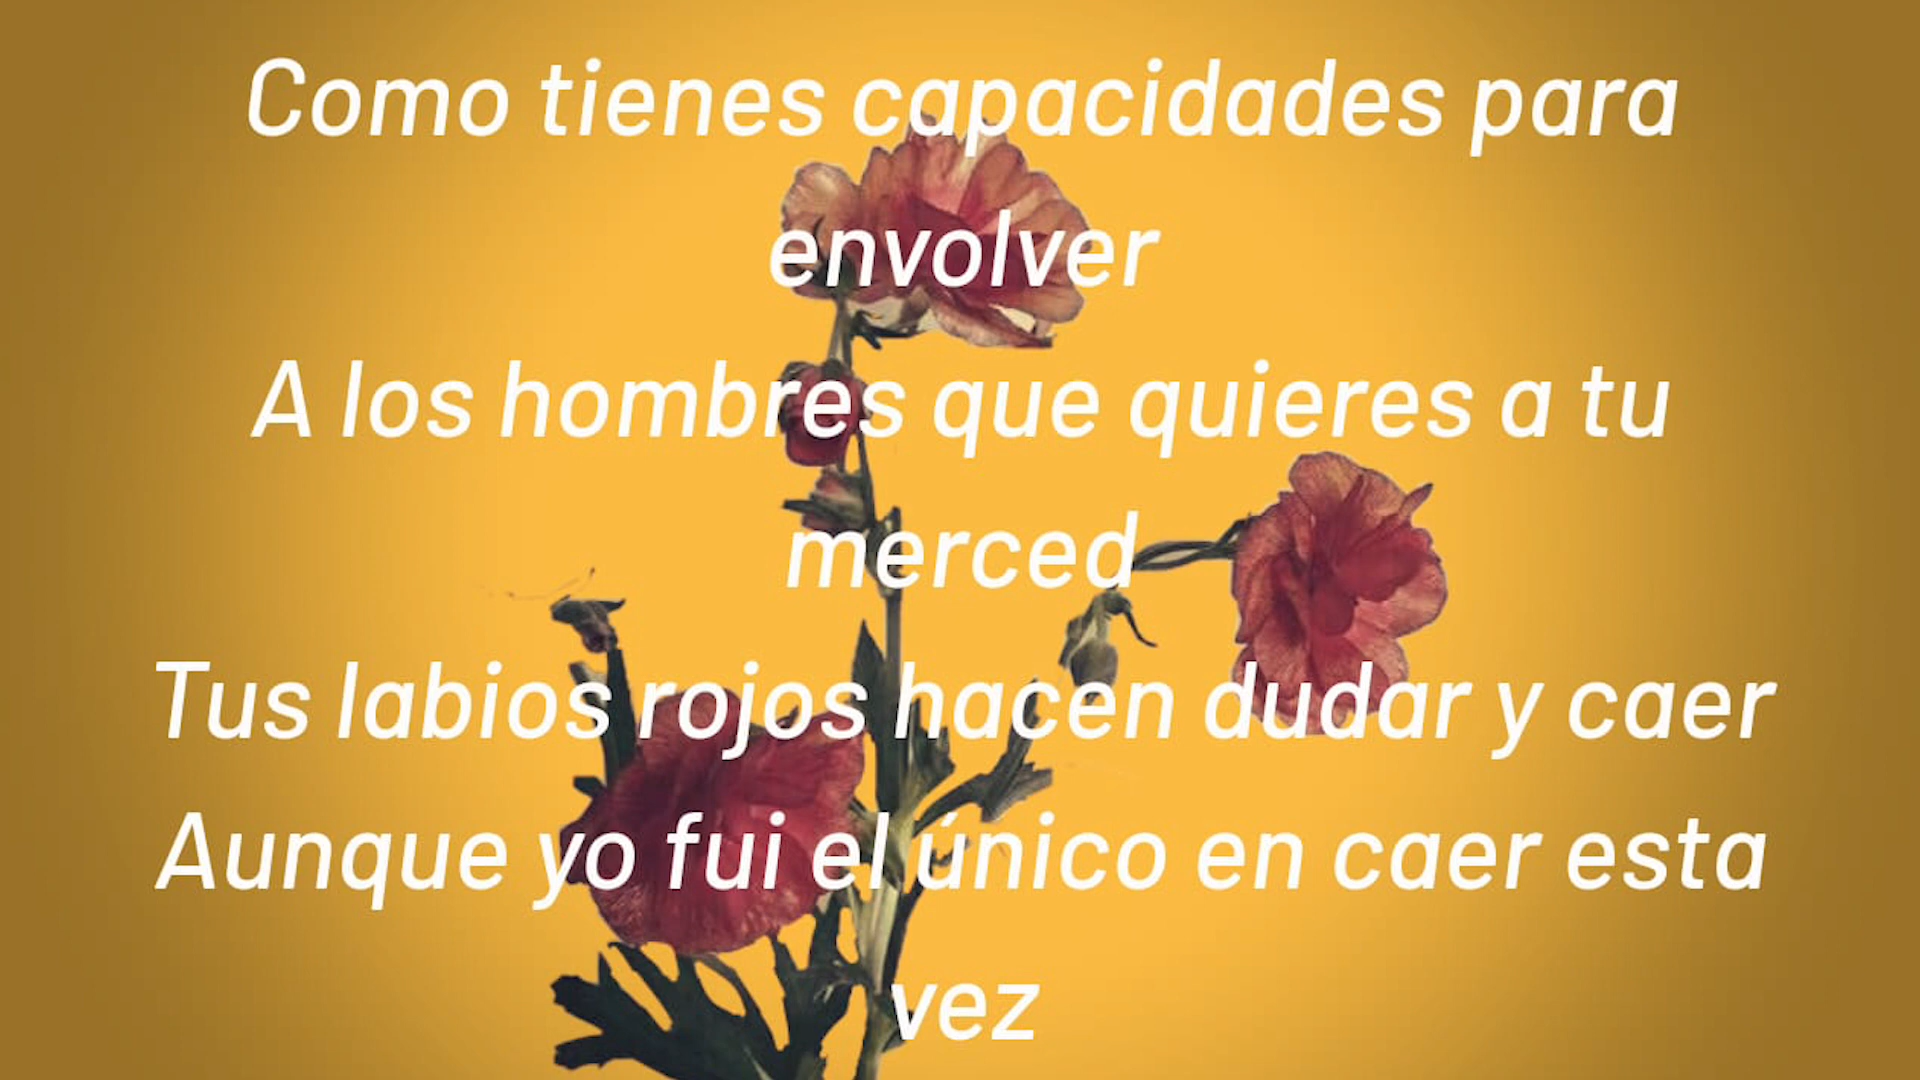 Como tienes capacidades para
envolver
A los hombres que quieres a tu
merced
Tus labios rojos hacen dudar y caer
Aunque yo fui el único en caer esta
vez